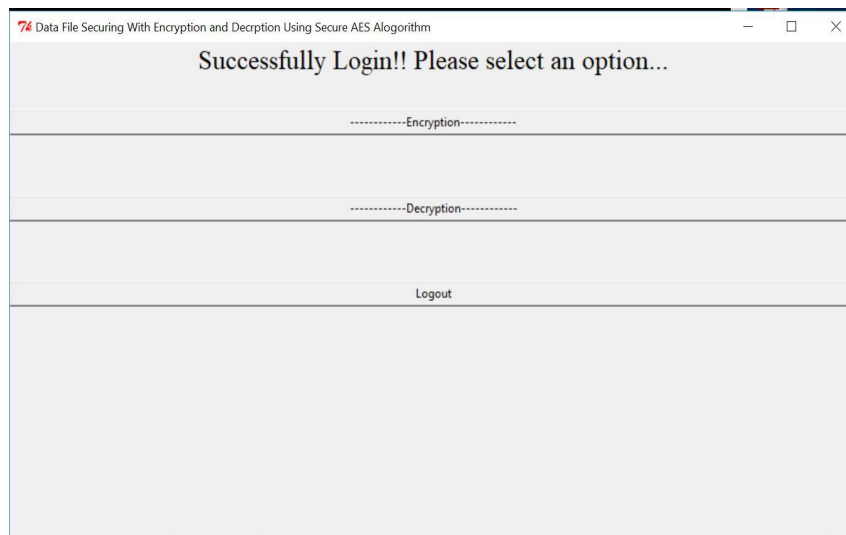 Data File Securing With Encryption and Decrption Using Secure AES Alogorithm
Successfully Login!! Please select an option...
------------Encryption------------
------------Decryption------------
Logout